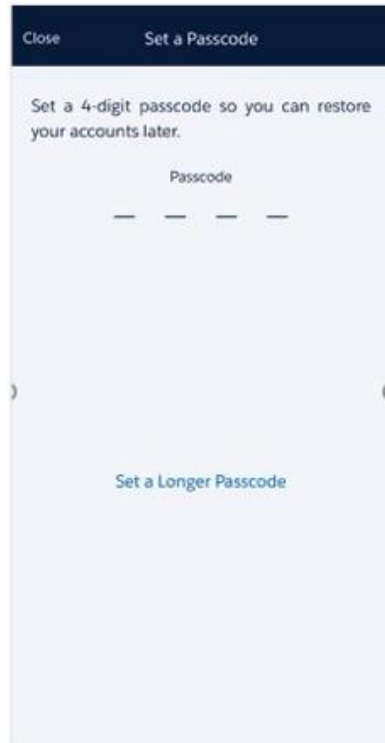 Close Set a Passcode
Set a 4-digit passcode so you can restore
your accounts later.
Passcode
Set a Longer Passcode